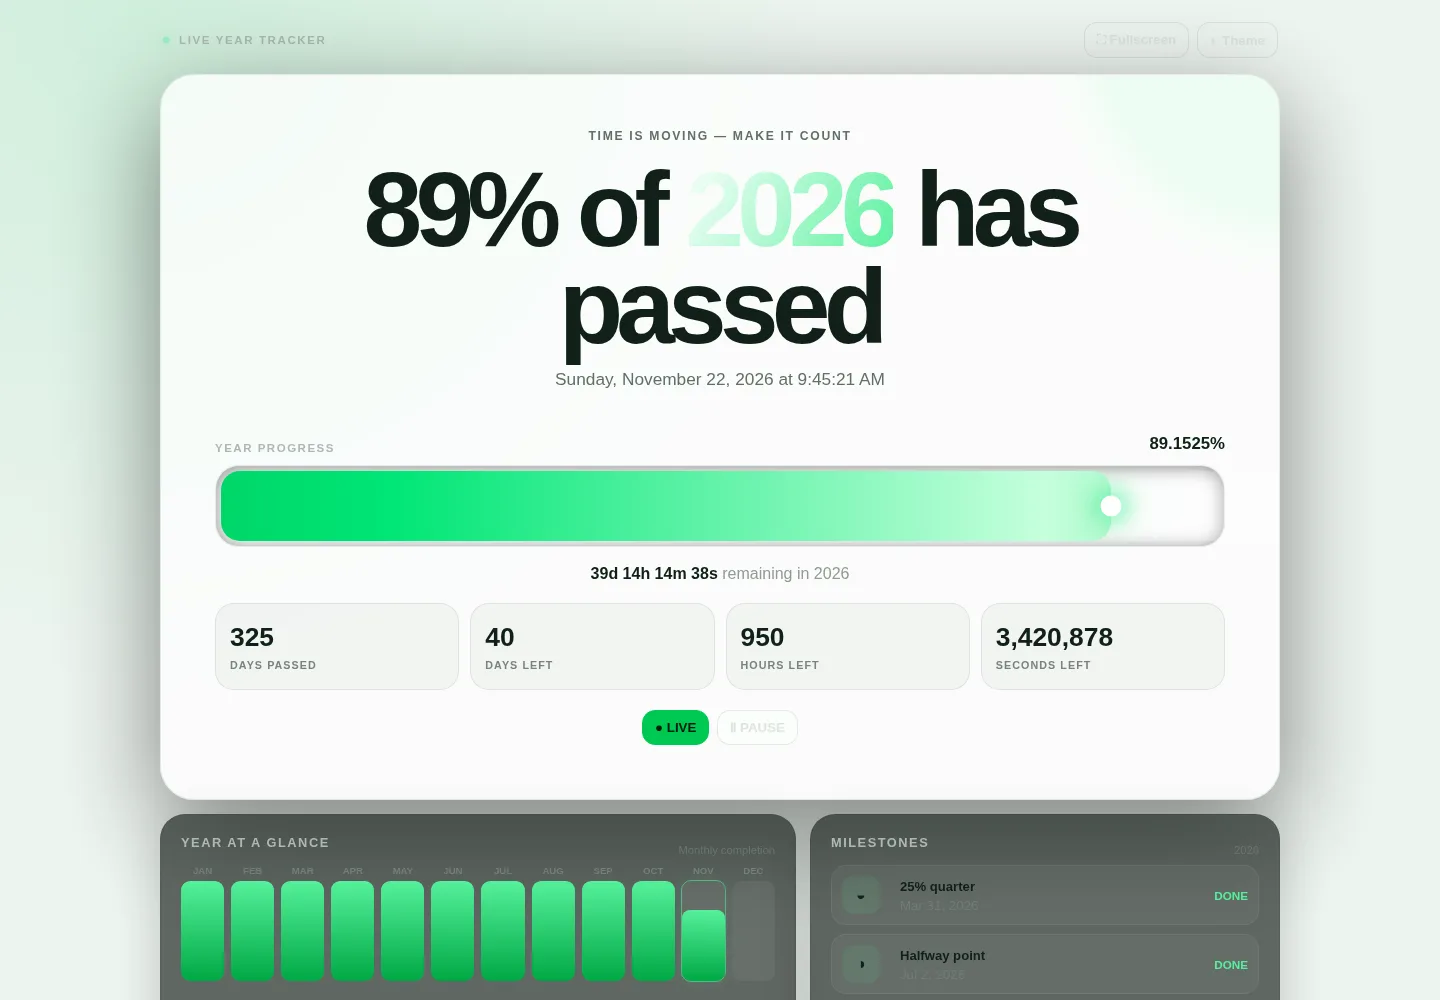 LIVE YEAR TRACKER
Fullscreen
Theme
TIME IS MOVING — MAKE IT COUNT
89% of 2026 has
passed
Sunday, November 22, 2026 at 9:45:21 AM
YEAR PROGRESS
89.1525%
39d 14h 14m 38s remaining in 2026
325
DAYS PASSED
40
DAYS LEFT
950
HOURS LEFT
3,420,878
SECONDS LEFT
● LIVE
II PAUSE
YEAR AT A GLANCE
Monthly completion
JAN FEB MAR APR MAY JUN JUL AUG SEP OCT NOV DEC
MILESTONES
2026
25% quarter
Mar 31, 2026
DONE
Halfway point
Jul 2, 2026
DONE